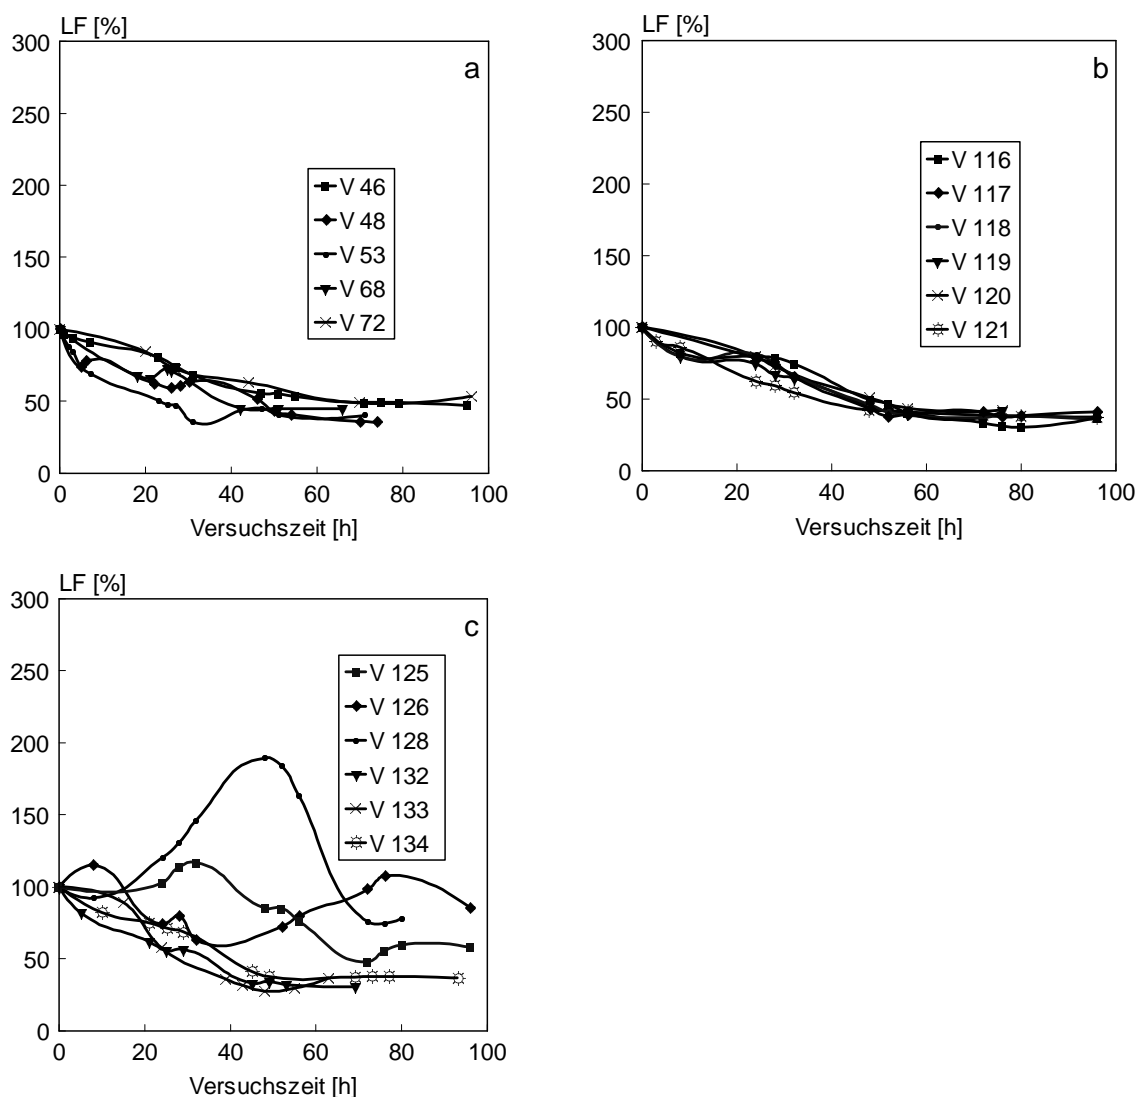 LF [%]
300
a
250
200
150
100
50
0
V 46
V 48
V 53
V 68
V 72
0 20 40 60 80 100
Versuchszeit [h]
LF [%]
300
b
250
200
150
100
50
0
V 116
V 117
V 118
V 119
V 120
V 121
0 20 40 60 80 100
Versuchszeit [h]
LF [%]
300
c
250
200
150
100
50
0
V 125
V 126
V 128
V 132
V 133
V 134
0 20 40 60 80 100
Versuchszeit [h]